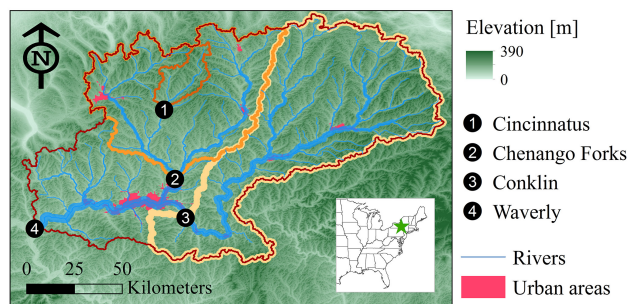 N
1
2
3
4
0 25 50
Kilometers
Elevation [m]
390
0
1 Cincinnatus
2 Chenango Forks
3 Conklin
4 Waverly
Rivers
Urban areas